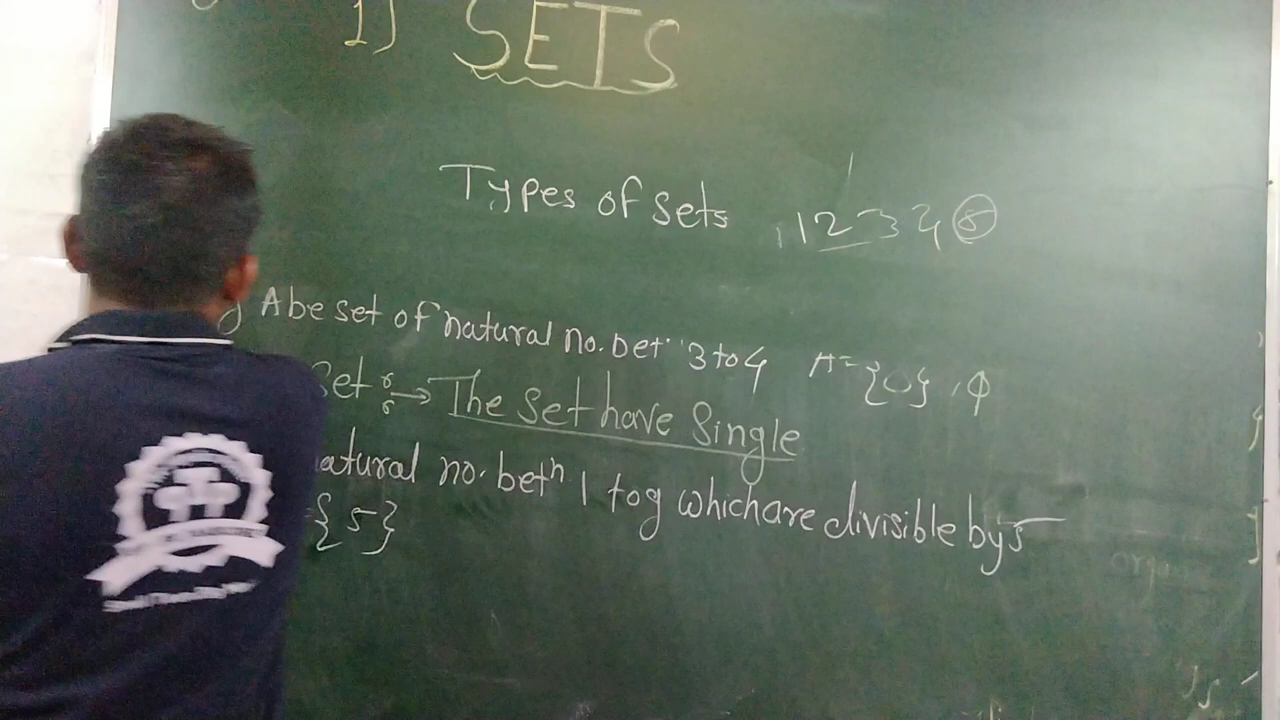 1) SETS
Types of sets 1 2 3 4 5
) A be set of natural no. bet 3 to 4 A= { }, φ
Set → The set have Single
atural no. betn 1 to 9 which are divisible by 5
{5}